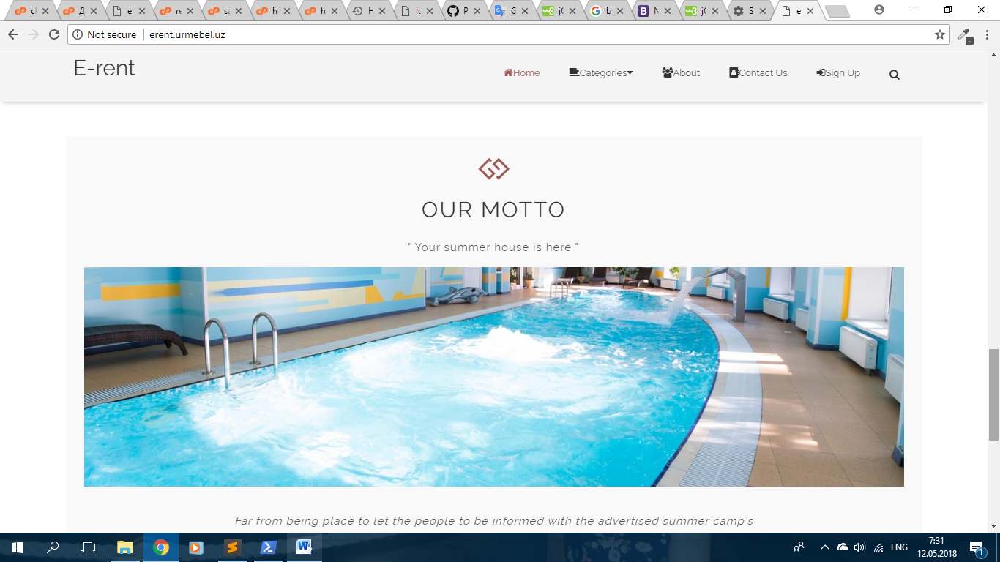 cl
Д
e
re
sa
h
h
H
Ic
P
G
jQ
b
N
jQ
S
e
Not secure
erent.urmebel.uz
E-rent
Home
Categories
About
Contact Us
Sign Up
OUR MOTTO
" Your summer house is here "
Far from being place to let the people to be informed with the advertised summer camp's
ENG
7:31
12.05.2018
1